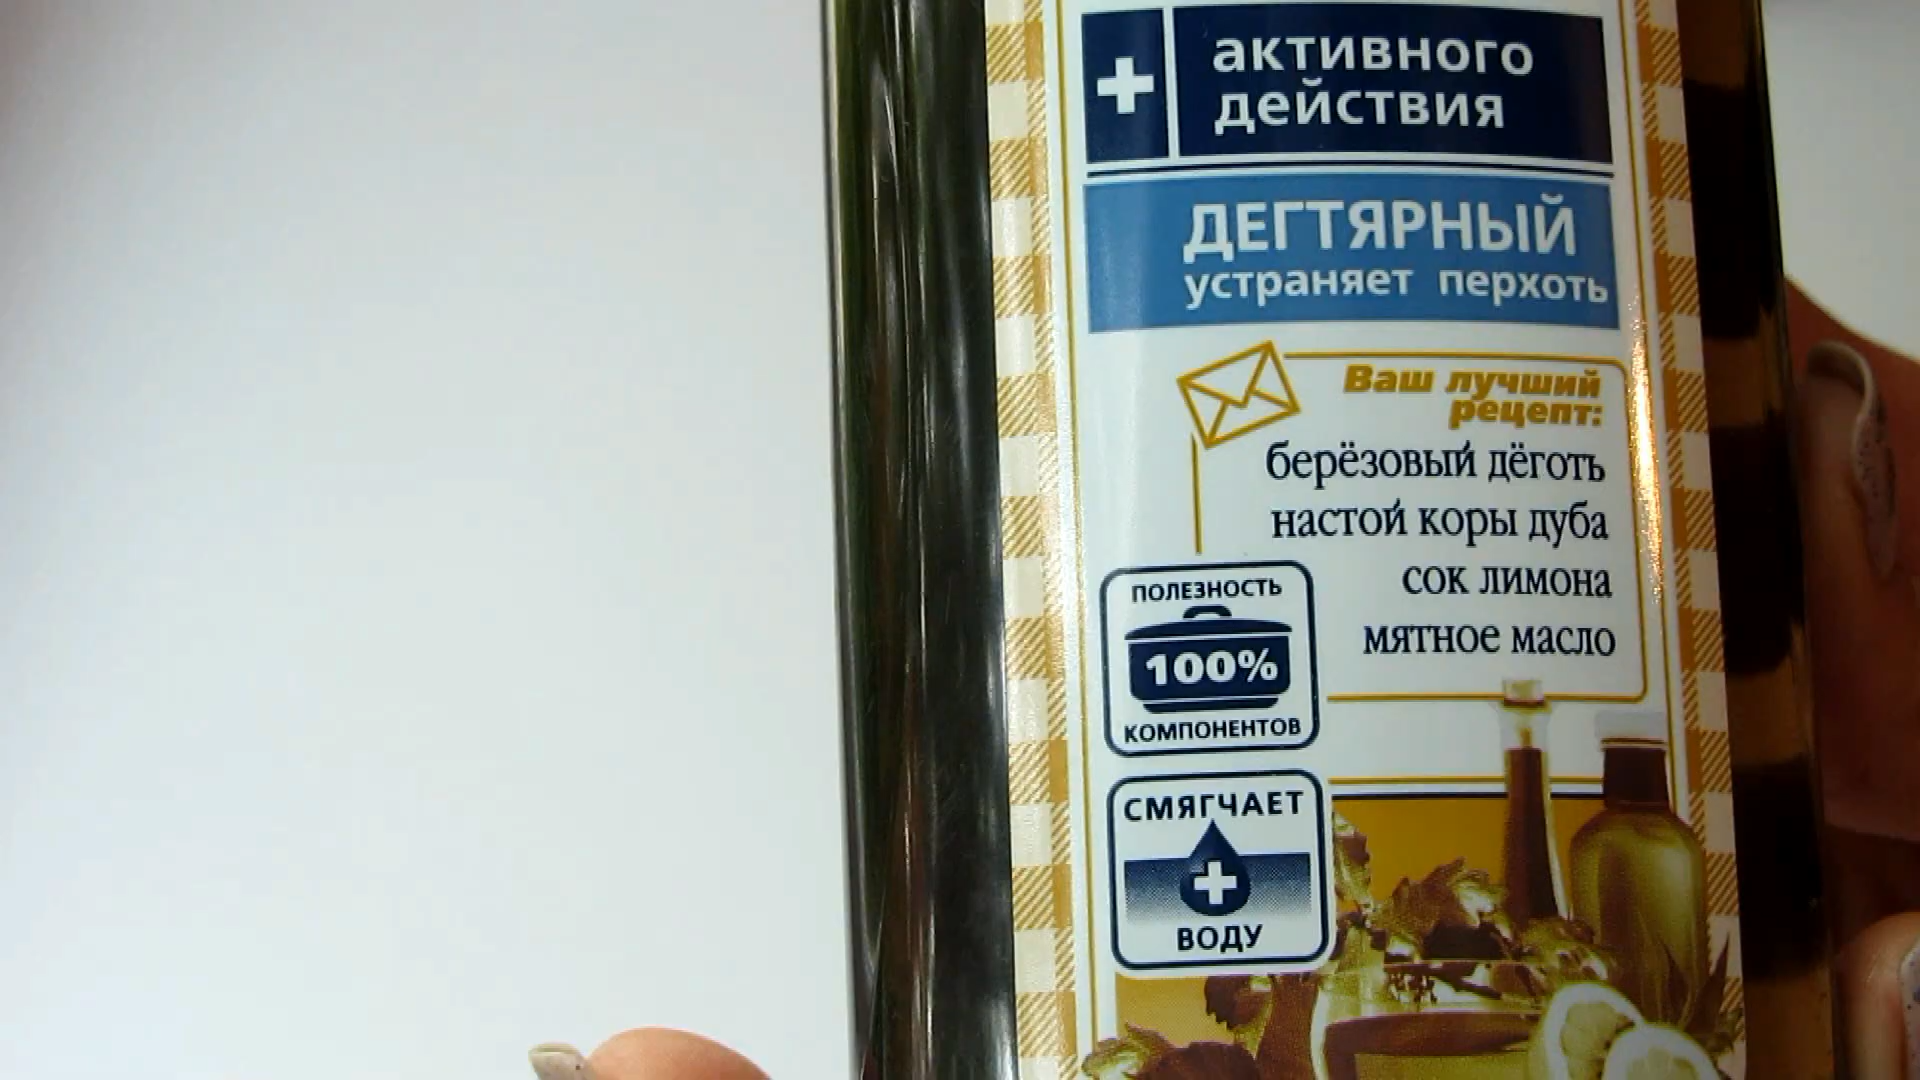 активного
действия
ДЕГТЯРНЫЙ
устраняет перхоть
Ваш лучший
рецепт:
берёзовый дёготь
настой коры дуба
сок лимона
мятное масло
ПОЛЕЗНОСТЬ
100%
КОМПОНЕНТОВ
СМЯГЧАЕТ
ВОДУ